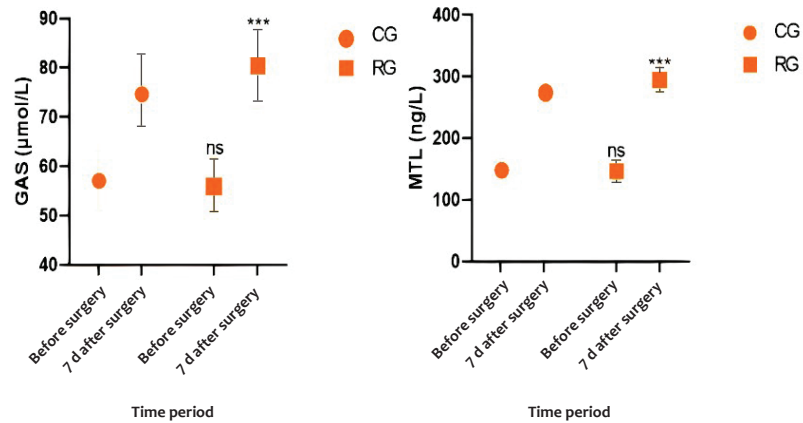 GAS (µmol/L)
90
80
70
60
50
40
***
ns
CG
RG
Before surgery
7 d after surgery
Before surgery
7 d after surgery
Time period
MTL (ng/L)
400
300
200
100
0
***
ns
CG
RG
Before surgery
7 d after surgery
Before surgery
7 d after surgery
Time period